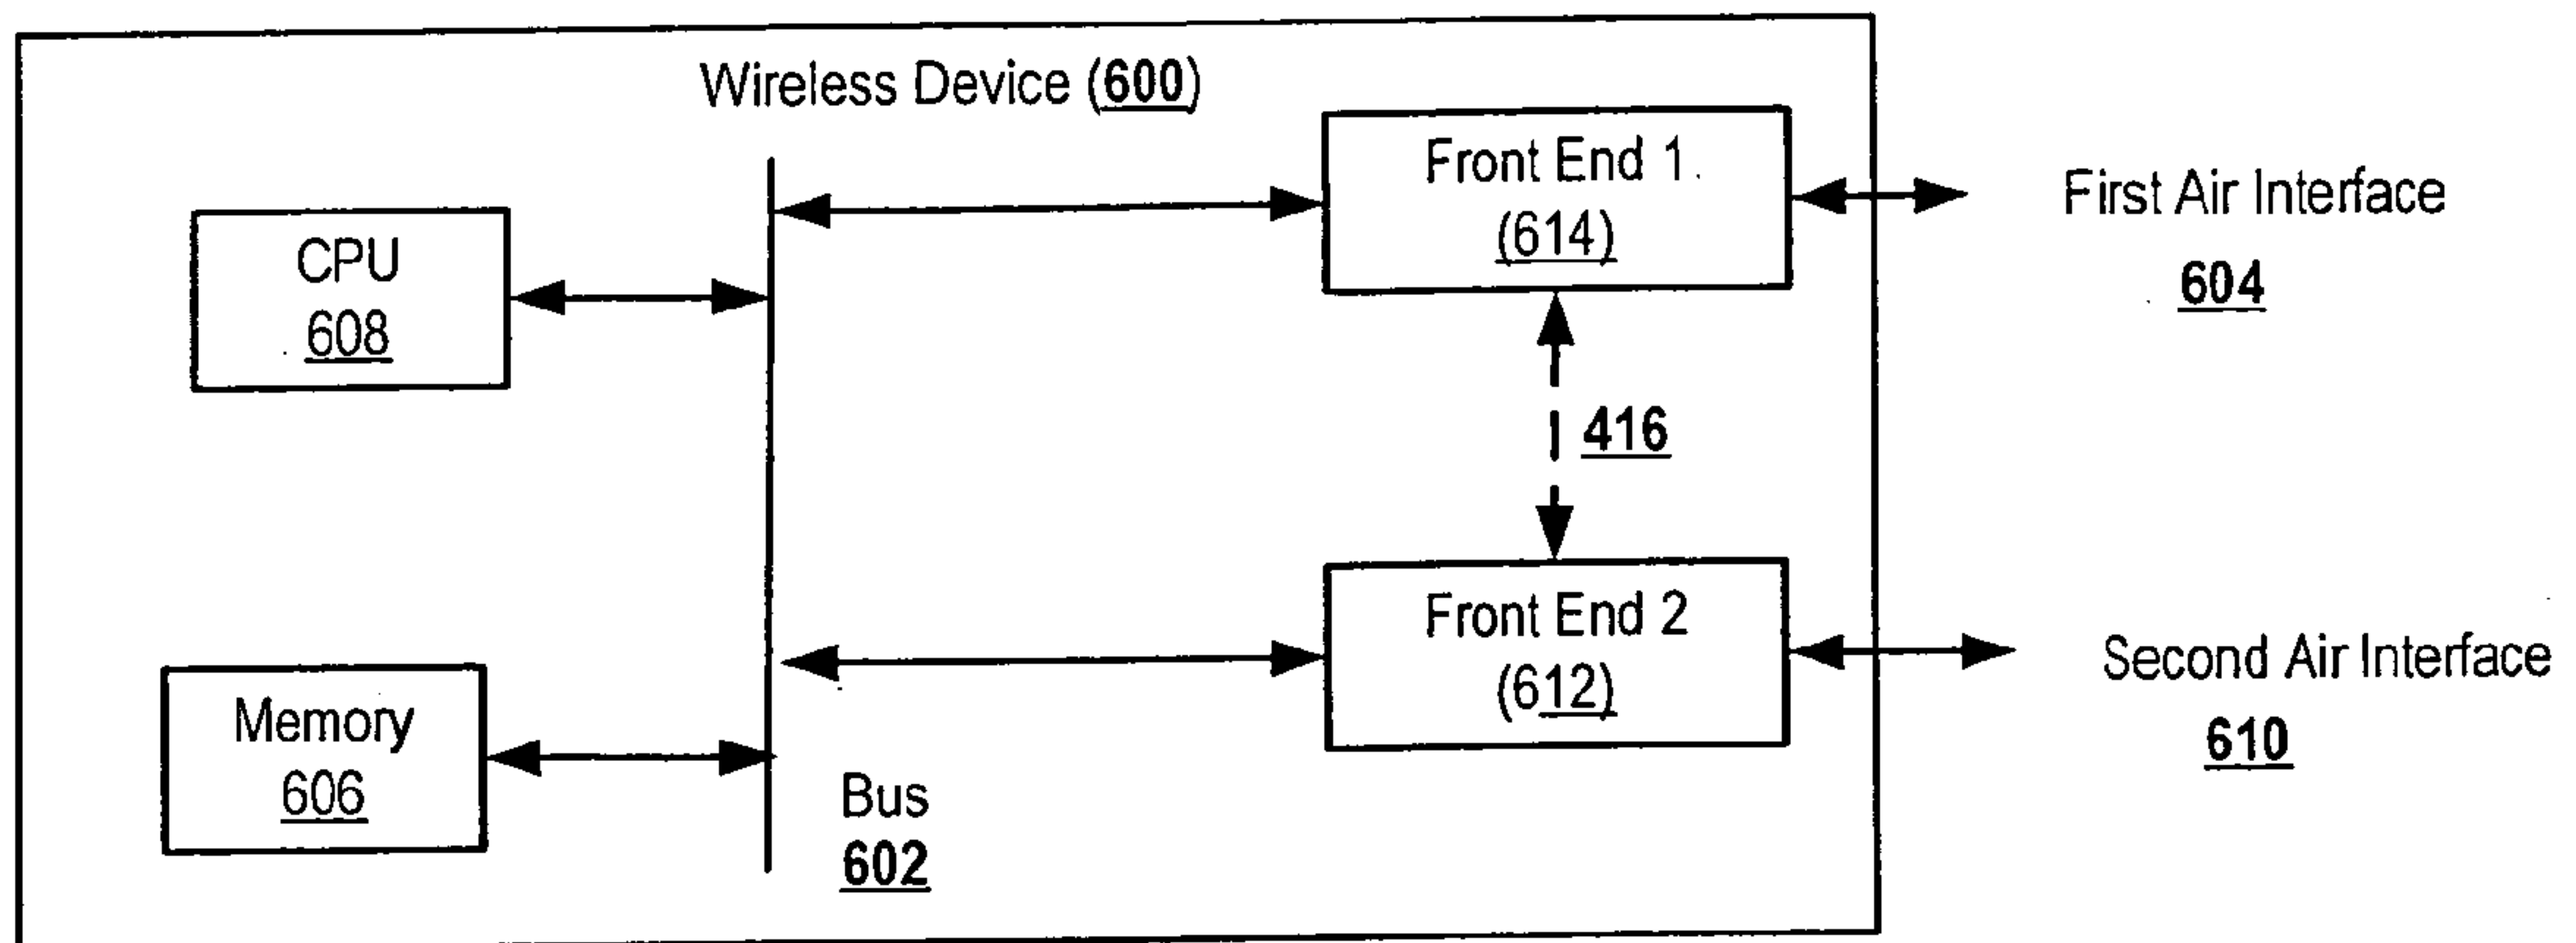 Wireless Device (600)
Front End 1
(614)
First Air Interface
604
CPU
608
416
Front End 2
(612)
Second Air Interface
610
Memory
606
Bus
602